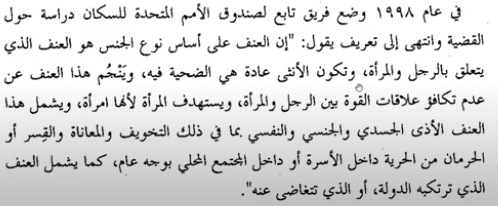 في عام ١٩٩٨ وضع فريق تابع لصندوق الأمم المتحدة للسكان دراسة حول
القضية وانتهى إلى تعريف يقول: "إن العنف على أساس نوع الجنس هو العنف الذي
يتعلق بالرجل والمرأة، وتكون الأنثى عادة هي الضحية فيه، ويَنْجُم هذا العنف عن
عدم تكافؤ علاقات القوة بين الرجل والمرأة، ويستهدف المرأة لأنها امرأة، ويشمل هذا
العنف الأذى الجسدي والجنسي والنفسي بما في ذلك التخويف والمعاناة والقِسر أو
الحرمان من الحرية داخل الأسرة أو داخل المجتمع المحلي بوجه عام، كما يشمل العنف
الذي ترتكبه الدولة، أو الذي تتغاضى عنه".